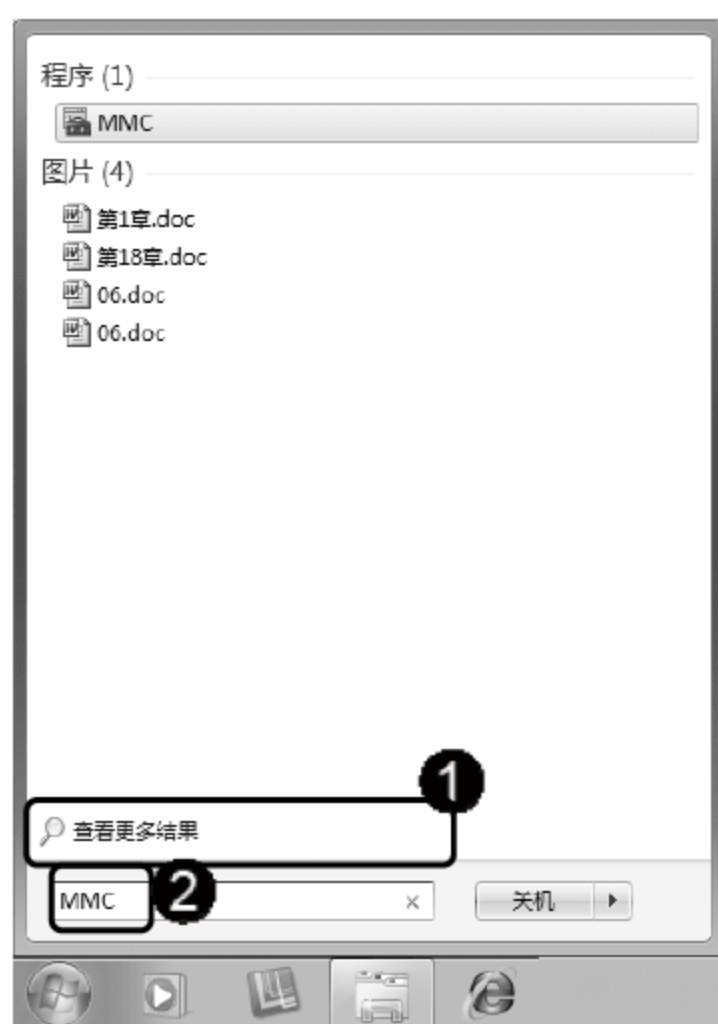 程序 (1)
MMC
图片 (4)
第1章.doc
第18章.doc
06.doc
06.doc
1
查看更多结果
MMC 2 × 关机